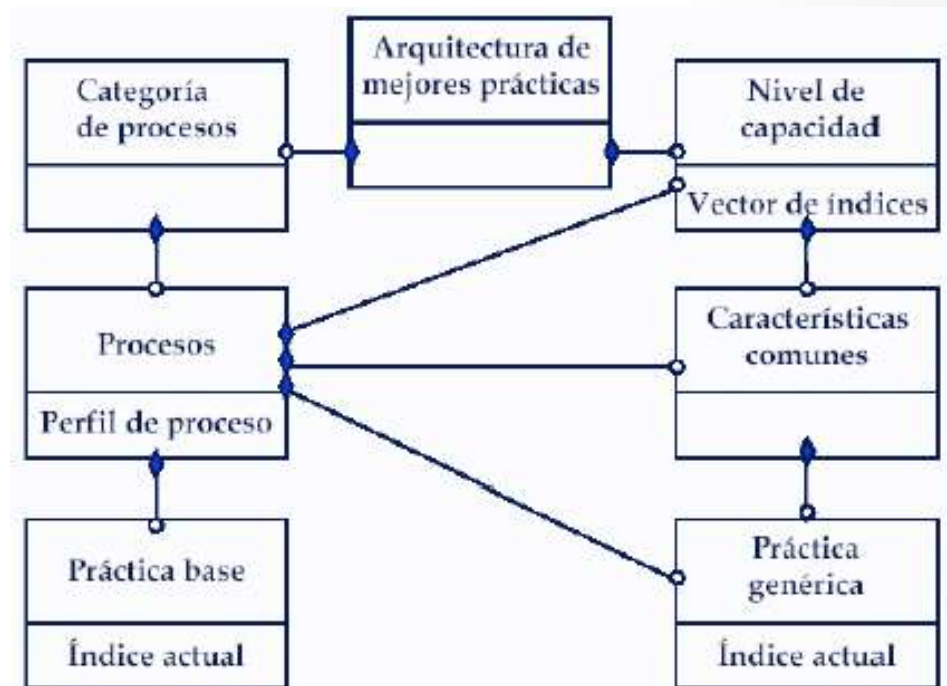 Arquitectura de
mejores prácticas
Categoría
de procesos
Nivel de
capacidad
Vector de índices
Procesos
Perfil de proceso
Características
comunes
Práctica base
Índice actual
Práctica
genérica
Índice actual